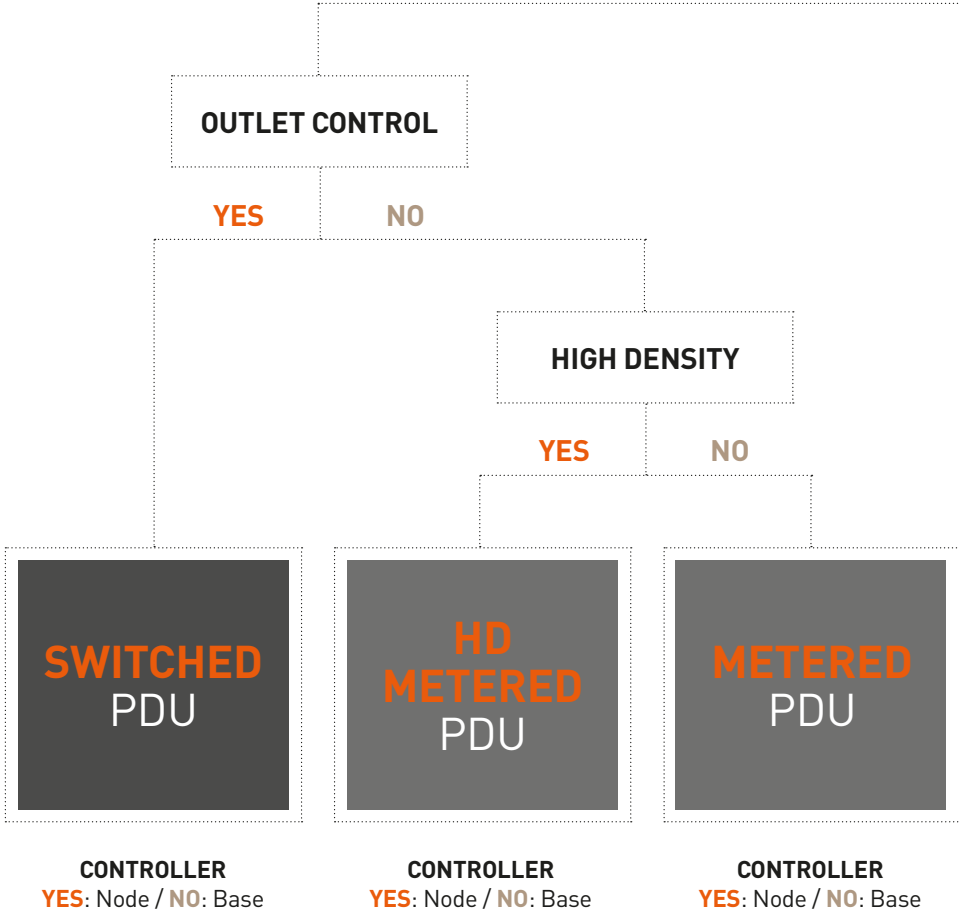 OUTLET CONTROL
YES NO
HIGH DENSITY
YES NO
SWITCHED
PDU
HD
METERED
PDU
METERED
PDU
CONTROLLER
YES: Node / NO: Base
CONTROLLER
YES: Node / NO: Base
CONTROLLER
YES: Node / NO: Base